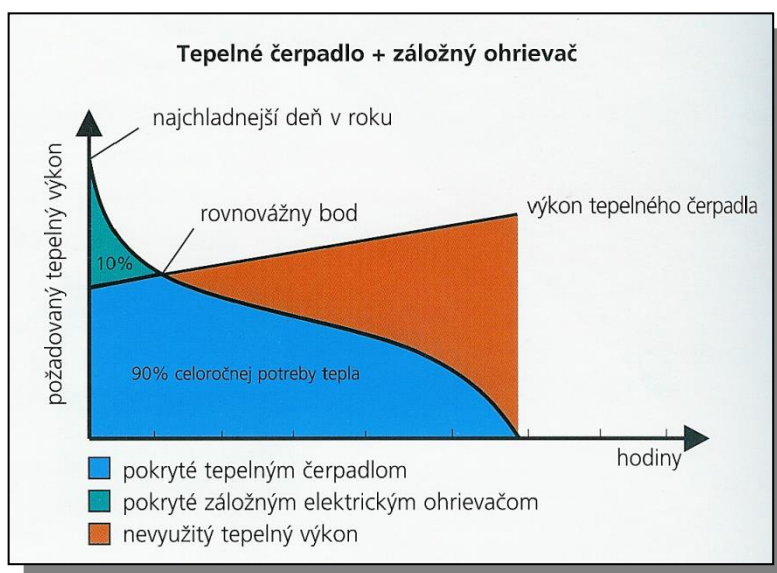 Tepelné čerpadlo + záložný ohrievač
najchladnejší deň v roku
požadovaný tepelný výkon
rovnovážny bod
výkon tepelného čerpadla
10%
90% celoročnej potreby tepla
hodiny
pokryté tepelným čerpadlom
pokryté záložným elektrickým ohrievačom
nevyužitý tepelný výkon